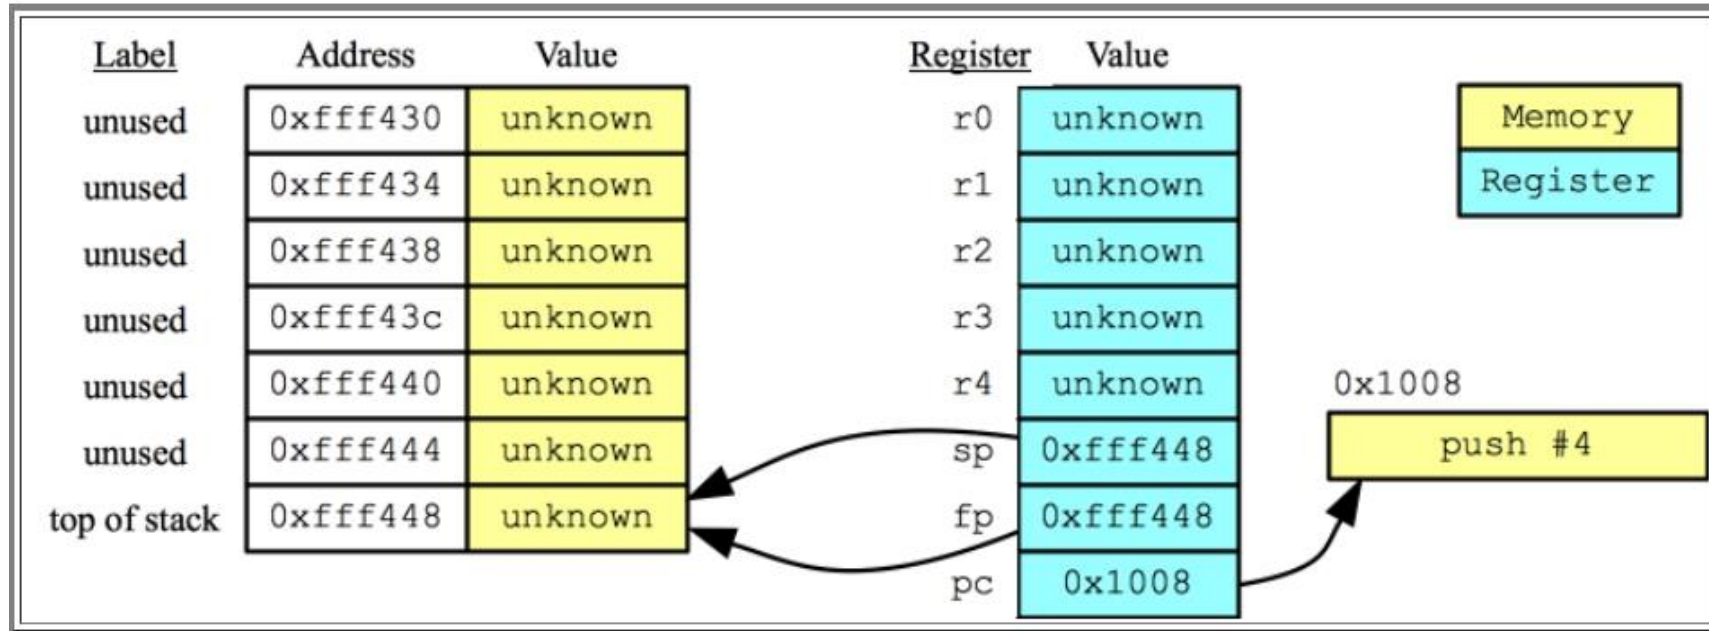 Label Address Value Register Value
unused 0xfff430 unknown r0 unknown Memory
unused 0xfff434 unknown r1 unknown Register
unused 0xfff438 unknown r2 unknown
unused 0xfff43c unknown r3 unknown
unused 0xfff440 unknown r4 unknown 0x1008
unused 0xfff444 unknown sp 0xfff448 push #4
top of stack 0xfff448 unknown fp 0xfff448
pc 0x1008